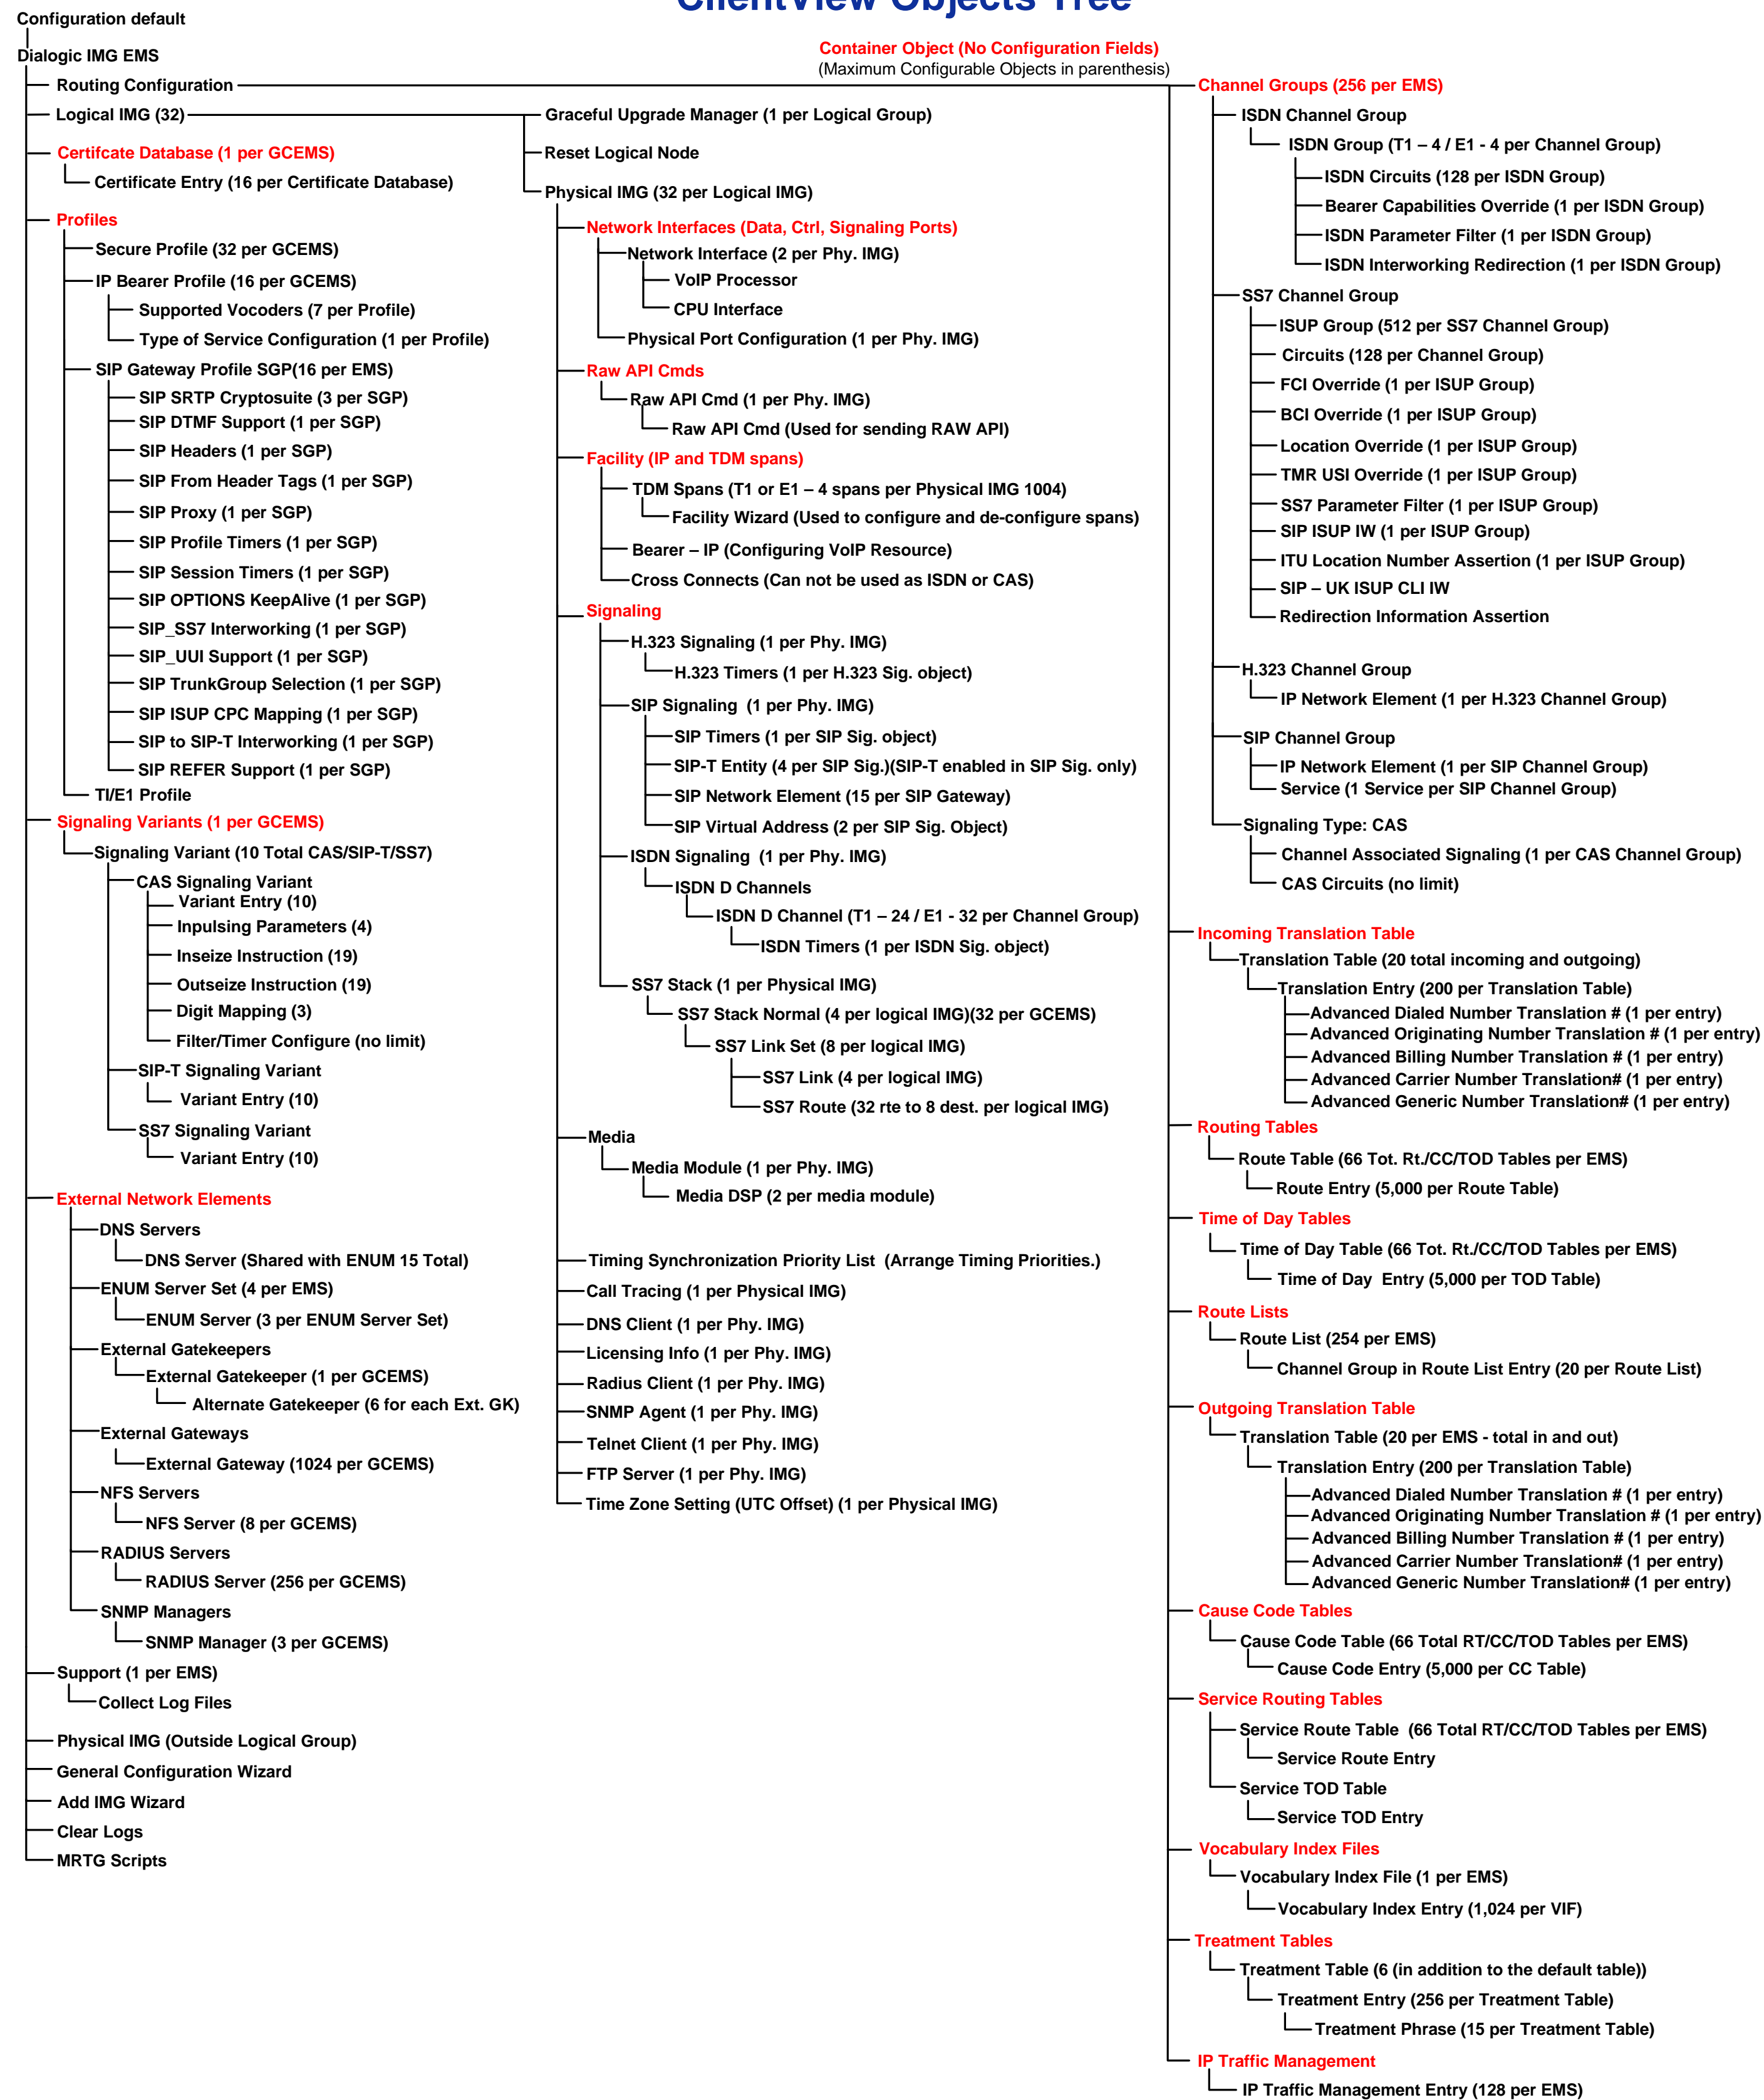 ClientView Objects Tree
Configuration default
Dialogic IMG EMS
Container Object (No Configuration Fields)
(Maximum Configurable Objects in parenthesis)
Routing Configuration
Logical IMG (32)
Certifcate Database (1 per GCEMS)
Certificate Entry (16 per Certificate Database)
Profiles
Secure Profile (32 per GCEMS)
IP Bearer Profile (16 per GCEMS)
Supported Vocoders (7 per Profile)
Type of Service Configuration (1 per Profile)
SIP Gateway Profile SGP(16 per EMS)
SIP SRTP Cryptosuite (3 per SGP)
SIP DTMF Support (1 per SGP)
SIP Headers (1 per SGP)
SIP From Header Tags (1 per SGP)
SIP Proxy (1 per SGP)
SIP Profile Timers (1 per SGP)
SIP Session Timers (1 per SGP)
SIP OPTIONS KeepAlive (1 per SGP)
SIP_SS7 Interworking (1 per SGP)
SIP_UUI Support (1 per SGP)
SIP TrunkGroup Selection (1 per SGP)
SIP ISUP CPC Mapping (1 per SGP)
SIP to SIP-T Interworking (1 per SGP)
SIP REFER Support (1 per SGP)
TI/E1 Profile
Signaling Variants (1 per GCEMS)
Signaling Variant (10 Total CAS/SIP-T/SS7)
CAS Signaling Variant
Variant Entry (10)
Inpulsing Parameters (4)
Inseize Instruction (19)
Outseize Instruction (19)
Digit Mapping (3)
Filter/Timer Configure (no limit)
SIP-T Signaling Variant
Variant Entry (10)
SS7 Signaling Variant
Variant Entry (10)
External Network Elements
DNS Servers
DNS Server (Shared with ENUM 15 Total)
ENUM Server Set (4 per EMS)
ENUM Server (3 per ENUM Server Set)
External Gatekeepers
External Gatekeeper (1 per GCEMS)
Alternate Gatekeeper (6 for each Ext. GK)
External Gateways
External Gateway (1024 per GCEMS)
NFS Servers
NFS Server (8 per GCEMS)
RADIUS Servers
RADIUS Server (256 per GCEMS)
SNMP Managers
SNMP Manager (3 per GCEMS)
Support (1 per EMS)
Collect Log Files
Physical IMG (Outside Logical Group)
General Configuration Wizard
Add IMG Wizard
Clear Logs
MRTG Scripts
Graceful Upgrade Manager (1 per Logical Group)
Reset Logical Node
Physical IMG (32 per Logical IMG)
Network Interfaces (Data, Ctrl, Signaling Ports)
Network Interface (2 per Phy. IMG)
VoIP Processor
CPU Interface
Physical Port Configuration (1 per Phy. IMG)
Raw API Cmds
Raw API Cmd (1 per Phy. IMG)
Raw API Cmd (Used for sending RAW API)
Facility (IP and TDM spans)
TDM Spans (T1 or E1 – 4 spans per Physical IMG 1004)
Facility Wizard (Used to configure and de-configure spans)
Bearer – IP (Configuring VoIP Resource)
Cross Connects (Can not be used as ISDN or CAS)
Signaling
H.323 Signaling (1 per Phy. IMG)
H.323 Timers (1 per H.323 Sig. object)
SIP Signaling (1 per Phy. IMG)
SIP Timers (1 per SIP Sig. object)
SIP-T Entity (4 per SIP Sig.)(SIP-T enabled in SIP Sig. only)
SIP Network Element (15 per SIP Gateway)
SIP Virtual Address (2 per SIP Sig. Object)
ISDN Signaling (1 per Phy. IMG)
ISDN D Channels
ISDN D Channel (T1 – 24 / E1 - 32 per Channel Group)
ISDN Timers (1 per ISDN Sig. object)
SS7 Stack (1 per Physical IMG)
SS7 Stack Normal (4 per logical IMG)(32 per GCEMS)
SS7 Link Set (8 per logical IMG)
SS7 Link (4 per logical IMG)
SS7 Route (32 rte to 8 dest. per logical IMG)
Media
Media Module (1 per Phy. IMG)
Media DSP (2 per media module)
Timing Synchronization Priority List (Arrange Timing Priorities.)
Call Tracing (1 per Physical IMG)
DNS Client (1 per Phy. IMG)
Licensing Info (1 per Phy. IMG)
Radius Client (1 per Phy. IMG)
SNMP Agent (1 per Phy. IMG)
Telnet Client (1 per Phy. IMG)
FTP Server (1 per Phy. IMG)
Time Zone Setting (UTC Offset) (1 per Physical IMG)
Channel Groups (256 per EMS)
ISDN Channel Group
ISDN Group (T1 – 4 / E1 - 4 per Channel Group)
ISDN Circuits (128 per ISDN Group)
Bearer Capabilities Override (1 per ISDN Group)
ISDN Parameter Filter (1 per ISDN Group)
ISDN Interworking Redirection (1 per ISDN Group)
SS7 Channel Group
ISUP Group (512 per SS7 Channel Group)
Circuits (128 per Channel Group)
FCI Override (1 per ISUP Group)
BCI Override (1 per ISUP Group)
Location Override (1 per ISUP Group)
TMR USI Override (1 per ISUP Group)
SS7 Parameter Filter (1 per ISUP Group)
SIP ISUP IW (1 per ISUP Group)
ITU Location Number Assertion (1 per ISUP Group)
SIP – UK ISUP CLI IW
Redirection Information Assertion
H.323 Channel Group
IP Network Element (1 per H.323 Channel Group)
SIP Channel Group
IP Network Element (1 per SIP Channel Group)
Service (1 Service per SIP Channel Group)
Signaling Type: CAS
Channel Associated Signaling (1 per CAS Channel Group)
CAS Circuits (no limit)
Incoming Translation Table
Translation Table (20 total incoming and outgoing)
Translation Entry (200 per Translation Table)
Advanced Dialed Number Translation # (1 per entry)
Advanced Originating Number Translation # (1 per entry)
Advanced Billing Number Translation # (1 per entry)
Advanced Carrier Number Translation# (1 per entry)
Advanced Generic Number Translation# (1 per entry)
Routing Tables
Route Table (66 Tot. Rt./CC/TOD Tables per EMS)
Route Entry (5,000 per Route Table)
Time of Day Tables
Time of Day Table (66 Tot. Rt./CC/TOD Tables per EMS)
Time of Day Entry (5,000 per TOD Table)
Route Lists
Route List (254 per EMS)
Channel Group in Route List Entry (20 per Route List)
Outgoing Translation Table
Translation Table (20 per EMS - total in and out)
Translation Entry (200 per Translation Table)
Advanced Dialed Number Translation # (1 per entry)
Advanced Originating Number Translation # (1 per entry)
Advanced Billing Number Translation # (1 per entry)
Advanced Carrier Number Translation# (1 per entry)
Advanced Generic Number Translation# (1 per entry)
Cause Code Tables
Cause Code Table (66 Total RT/CC/TOD Tables per EMS)
Cause Code Entry (5,000 per CC Table)
Service Routing Tables
Service Route Table (66 Total RT/CC/TOD Tables per EMS)
Service Route Entry
Service TOD Table
Service TOD Entry
Vocabulary Index Files
Vocabulary Index File (1 per EMS)
Vocabulary Index Entry (1,024 per VIF)
Treatment Tables
Treatment Table (6 (in addition to the default table))
Treatment Entry (256 per Treatment Table)
Treatment Phrase (15 per Treatment Table)
IP Traffic Management
IP Traffic Management Entry (128 per EMS)